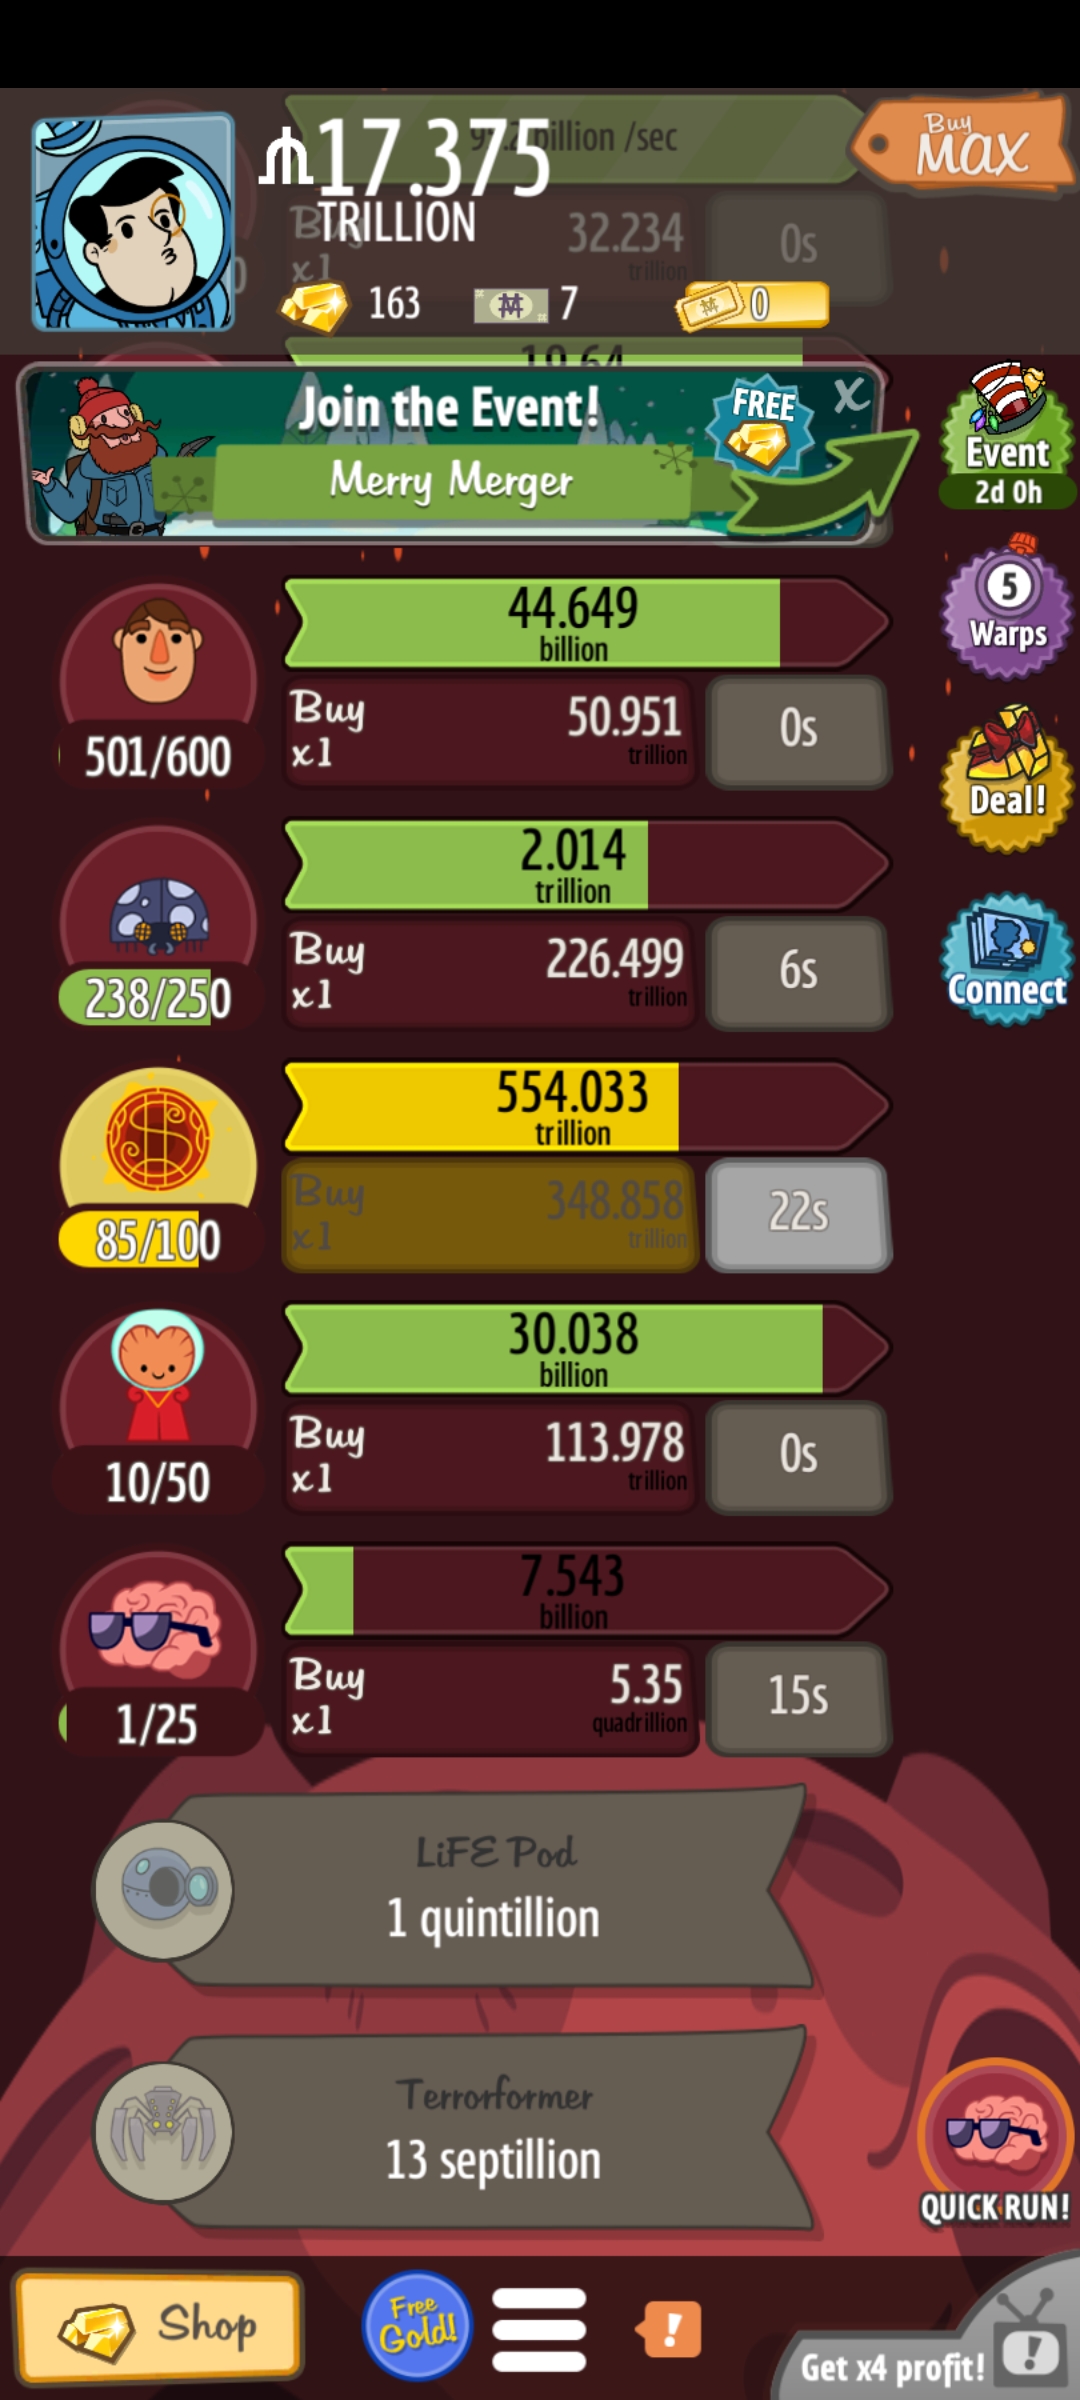 billion /sec
₼17.375
TRILLION
Buy
MAX
Buy
x1
32.234
trillion
0s
163
7
0
19.64
Join the Event!
FREE
X
Merry Merger
Event
2d 0h
44.649
billion
Buy
x1
50.951
trillion
0s
501/600
5
Warps
2.014
trillion
Buy
x1
226.499
trillion
6s
238/250
Deal!
Connect
554.033
trillion
Buy
x1
348.858
trillion
22s
85/100
30.038
billion
Buy
x1
113.978
trillion
0s
10/50
7.543
billion
Buy
x1
5.35
quadrillion
15s
1/25
LiFE Pod
1 quintillion
Terrorformer
13 septillion
QUICK RUN!
Shop
Free
Gold!
!
Get x4 profit!
!